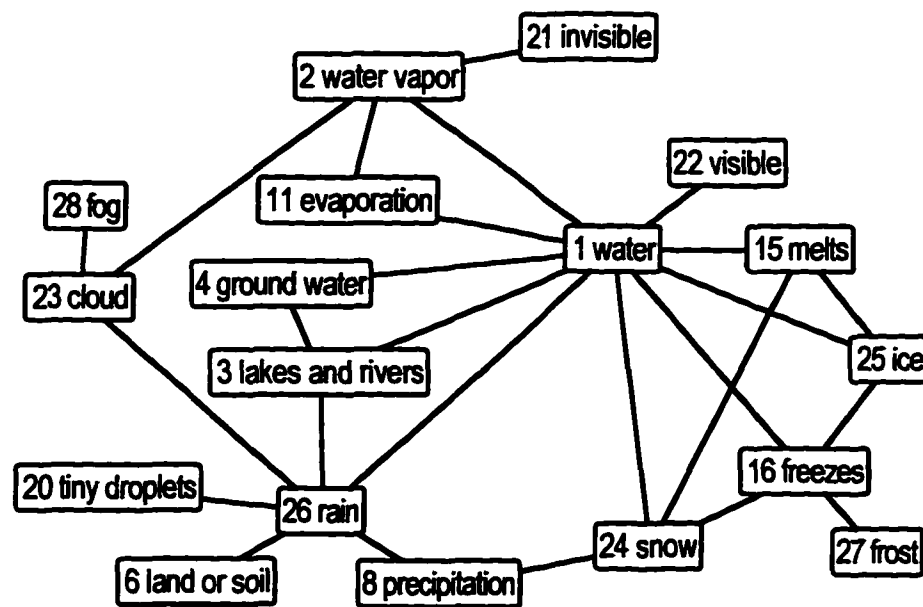 21 invisible
2 water vapor
22 visible
11 evaporation
28 fog
1 water
15 melts
4 ground water
23 cloud
25 ice
3 lakes and rivers
16 freezes
20 tiny droplets
26 rain
24 snow
27 frost
6 land or soil
8 precipitation